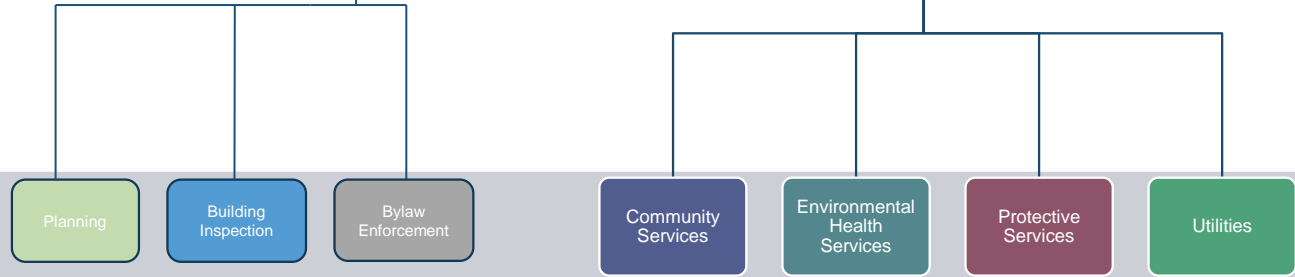 Planning
Building
Inspection
Bylaw
Enforcement
Community
Services
Environmental
Health
Services
Protective
Services
Utilities